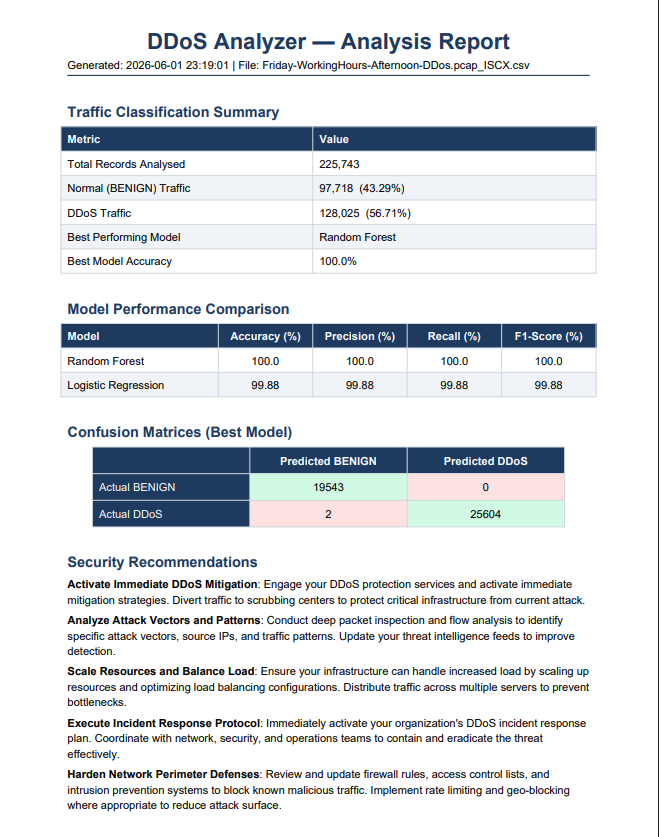 DDoS Analyzer — Analysis Report
Generated: 2026-06-01 23:19:01 | File: Friday-WorkingHours-Afternoon-DDos.pcap_ISCX.csv
Traffic Classification Summary
Metric Value
Total Records Analysed 225,743
Normal (BENIGN) Traffic 97,718 (43.29%)
DDoS Traffic 128,025 (56.71%)
Best Performing Model Random Forest
Best Model Accuracy 100.0%
Model Performance Comparison
Model Accuracy (%) Precision (%) Recall (%) F1-Score (%)
Random Forest 100.0 100.0 100.0 100.0
Logistic Regression 99.88 99.88 99.88 99.88
Confusion Matrices (Best Model)
Predicted BENIGN Predicted DDoS
Actual BENIGN 19543 0
Actual DDoS 2 25604
Security Recommendations
Activate Immediate DDoS Mitigation: Engage your DDoS protection services and activate immediate
mitigation strategies. Divert traffic to scrubbing centers to protect critical infrastructure from current attack.
Analyze Attack Vectors and Patterns: Conduct deep packet inspection and flow analysis to identify
specific attack vectors, source IPs, and traffic patterns. Update your threat intelligence feeds to improve
detection.
Scale Resources and Balance Load: Ensure your infrastructure can handle increased load by scaling up
resources and optimizing load balancing configurations. Distribute traffic across multiple servers to prevent
bottlenecks.
Execute Incident Response Protocol: Immediately activate your organization's DDoS incident response
plan. Coordinate with network, security, and operations teams to contain and eradicate the threat
effectively.
Harden Network Perimeter Defenses: Review and update firewall rules, access control lists, and
intrusion prevention systems to block known malicious traffic. Implement rate limiting and geo-blocking
where appropriate to reduce attack surface.